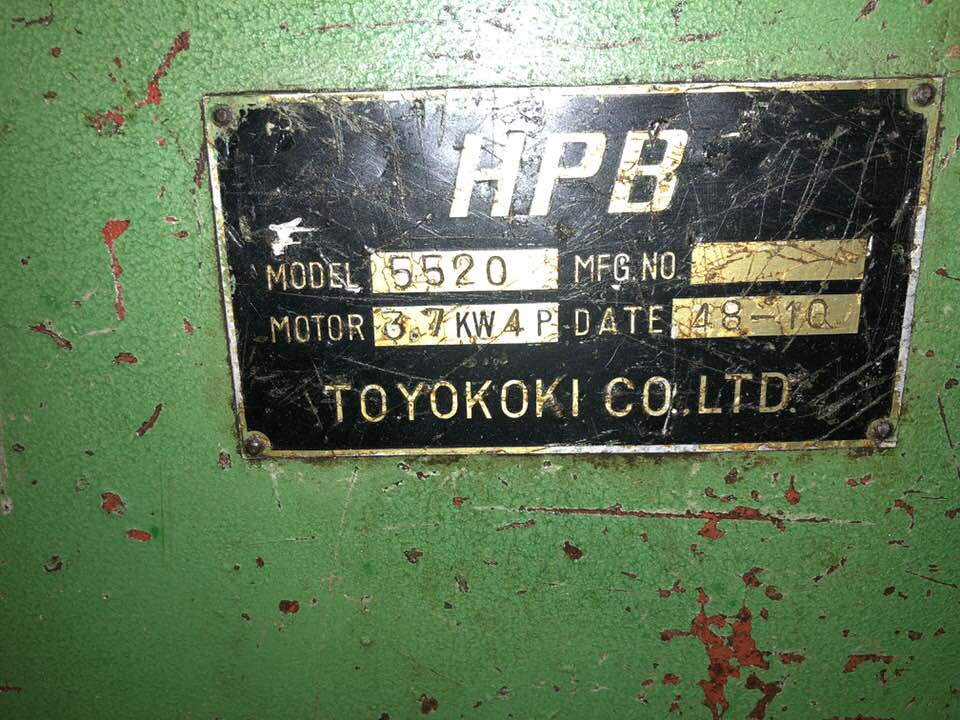 HPB
MODEL 5520 MFG.NO
MOTOR 3.7KW4P DATE 48-10
TOYOKOKI CO.,LTD.